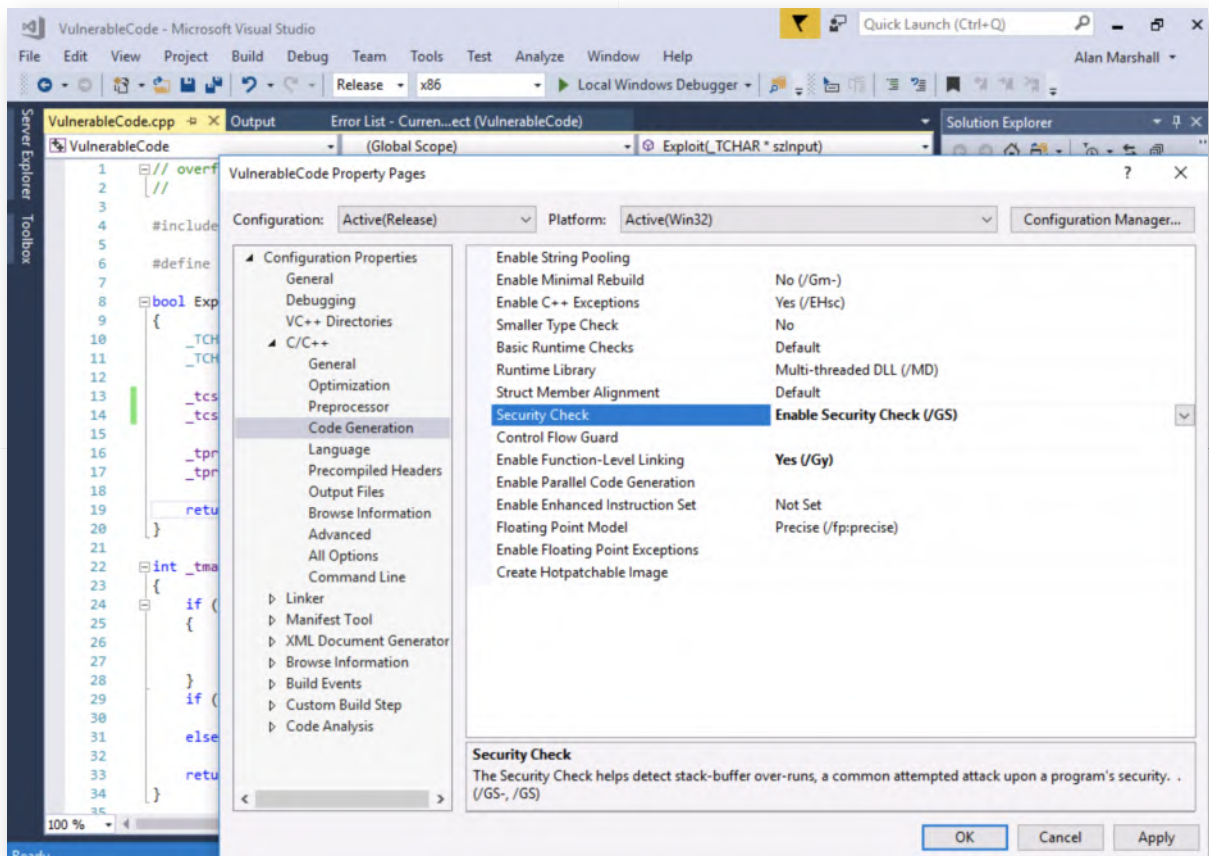 VulnerableCode - Microsoft Visual Studio
Quick Launch (Ctrl+Q)
File Edit View Project Build Debug Team Tools Test Analyze Window Help
Alan Marshall
Release x86 Local Windows Debugger
Server Explorer
Toolbox
VulnerableCode.cpp Output Error List - Curren...ect (VulnerableCode)
Solution Explorer
VulnerableCode (Global Scope) Exploit(_TCHAR * szInput)
1 // overf
2 //
3
4 #include
5
6 #define
7
8 bool Exp
9 {
10 _TCH
11 _TCH
12
13 _tcs
14 _tcs
15
16 _tpr
17 _tpr
18
19 retu
20 }
21
22 int _tma
23 {
24 if (
25 {
26
27
28 }
29 if (
30
31 else
32
33 retu
34 }
35
100 %
Ready
VulnerableCode Property Pages
? 
Configuration: Active(Release) Platform: Active(Win32) Configuration Manager...
Configuration Properties
General
Debugging
VC++ Directories
C/C++
General
Optimization
Preprocessor
Code Generation
Language
Precompiled Headers
Output Files
Browse Information
Advanced
All Options
Command Line
Linker
Manifest Tool
XML Document Generator
Browse Information
Build Events
Custom Build Step
Code Analysis
Enable String Pooling
Enable Minimal Rebuild No (/Gm-)
Enable C++ Exceptions Yes (/EHsc)
Smaller Type Check No
Basic Runtime Checks Default
Runtime Library Multi-threaded DLL (/MD)
Struct Member Alignment Default
Security Check Enable Security Check (/GS)
Control Flow Guard
Enable Function-Level Linking Yes (/Gy)
Enable Parallel Code Generation
Enable Enhanced Instruction Set Not Set
Floating Point Model Precise (/fp:precise)
Enable Floating Point Exceptions
Create Hotpatchable Image
Security Check
The Security Check helps detect stack-buffer over-runs, a common attempted attack upon a program's security. .
(/GS-, /GS)
OK Cancel Apply